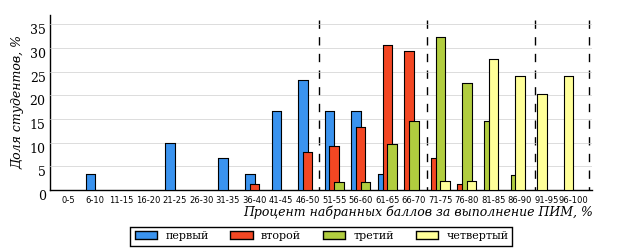 Доля студентов, %
35
30
25
20
15
10
5
0
0-5 6-10 11-15 16-20 21-25 26-30 31-35 36-40 41-45 46-50 51-55 56-60 61-65 66-70 71-75 76-80 81-85 86-90 91-95 96-100
Процент набранных баллов за выполнение ПИМ, %
первый второй третий четвертый